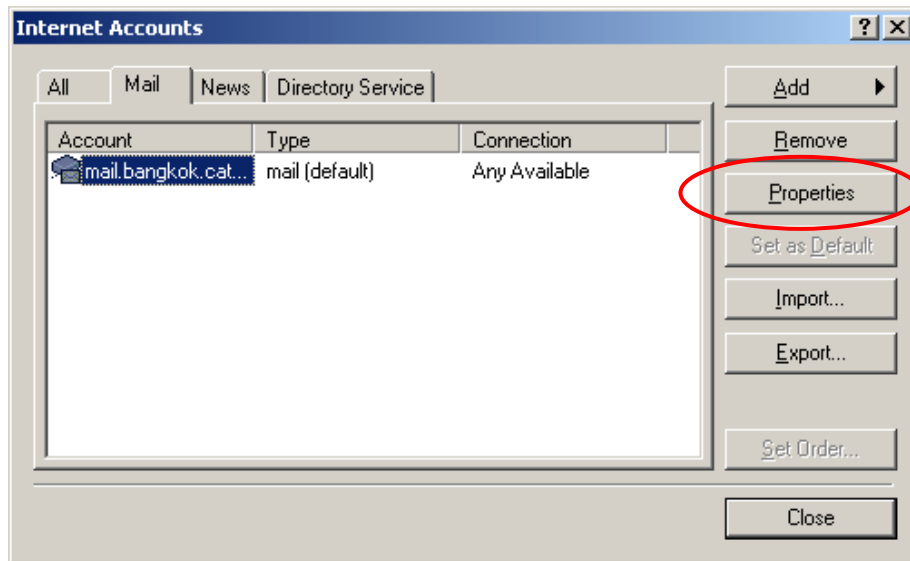 Internet Accounts
All Mail News Directory Service
Add
Account Type Connection
Remove
mail.bangkok.cat... mail (default) Any Available
Properties
Set as Default
Import...
Export...
Set Order...
Close